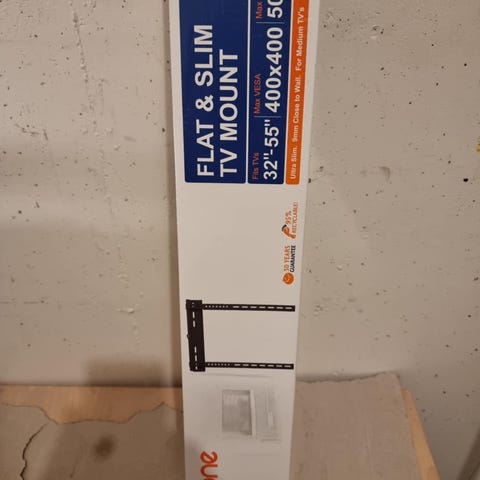 FLAT & SLIM
TV MOUNT
Fits TVs
32"-55"
Max VESA
400x400
Max
50
Ultra Slim. 9mm Close to Wall. For Medium TV's
10 YEARS
GUARANTEE
95%
RECYCLABLE!
one